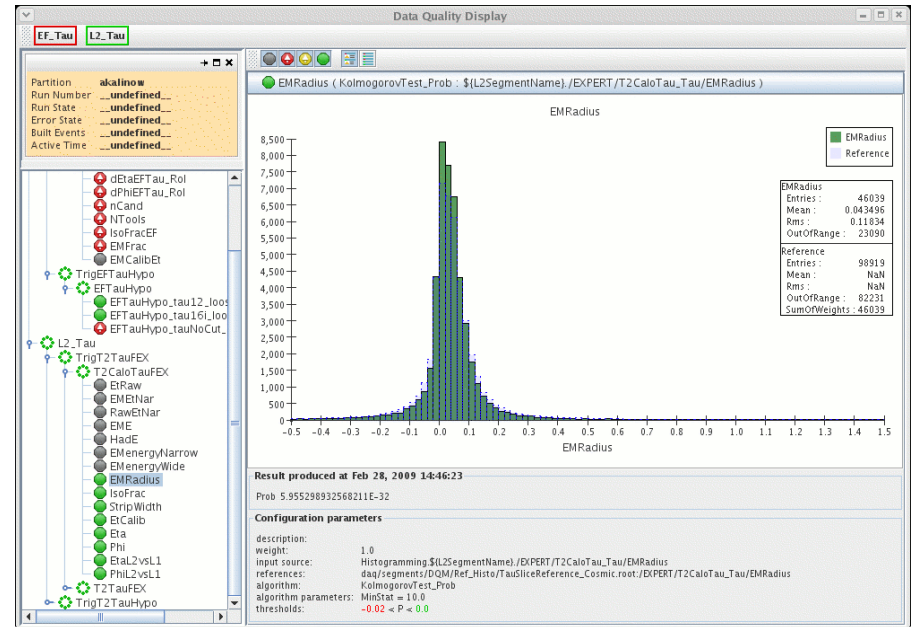 Data Quality Display
EF_Tau L2_Tau
Partition akalinow
Run Number __undefined__
Run State __undefined__
Error State __undefined__
Built Events __undefined__
Active Time __undefined__
dEtaEFTau_RoI
dPhiEFTau_RoI
nCand
NTools
IsoFracEF
EMFrac
EMCalibEt
TrigEFTauHypo
EFTauHypo
EFTauHypo_tau12_loos
EFTauHypo_tau16i_loo
EFTauHypo_tauNoCut_
L2_Tau
TrigT2TauFEX
T2CaloTauFEX
EtRaw
EMEtNar
RawEtNar
EME
HadE
EMenergyNarrow
EMenergyWide
EMRadius
IsoFrac
StripWidth
EtCalib
Eta
Phi
EtaL2vsL1
PhiL2vsL1
T2TauFEX
TrigT2TauHypo
EMRadius ( KolmogorovTest_Prob : ${L2SegmentName}./EXPERT/T2CaloTau_Tau/EMRadius )
EMRadius
8,500
8,000
7,500
7,000
6,500
6,000
5,500
5,000
4,500
4,000
3,500
3,000
2,500
2,000
1,500
1,000
500
0
-0.5 -0.4 -0.3 -0.2 -0.1 0.0 0.1 0.2 0.3 0.4 0.5 0.6 0.7 0.8 0.9 1.0 1.1 1.2 1.3 1.4 1.5
EMRadius
EMRadius
Reference
EMRadius
Entries : 46039
Mean : 0.043496
Rms : 0.11834
OutOfRange : 23090
Reference
Entries : 98919
Mean : NaN
Rms : NaN
OutOfRange : 82231
SumOfWeights : 46039
Result produced at Feb 28, 2009 14:46:23
Prob 5.955298932568211E-32
Configuration parameters
description:
weight: 1.0
input source: Histogramming.${L2SegmentName}./EXPERT/T2CaloTau_Tau/EMRadius
references: daq/segments/DQM/Ref_Histo/TauSliceReference_Cosmic.root:/EXPERT/T2CaloTau_Tau/EMRadius
algorithm: KolmogorovTest_Prob
algorithm parameters: MinStat = 10.0
thresholds: -0.02 < P < 0.0